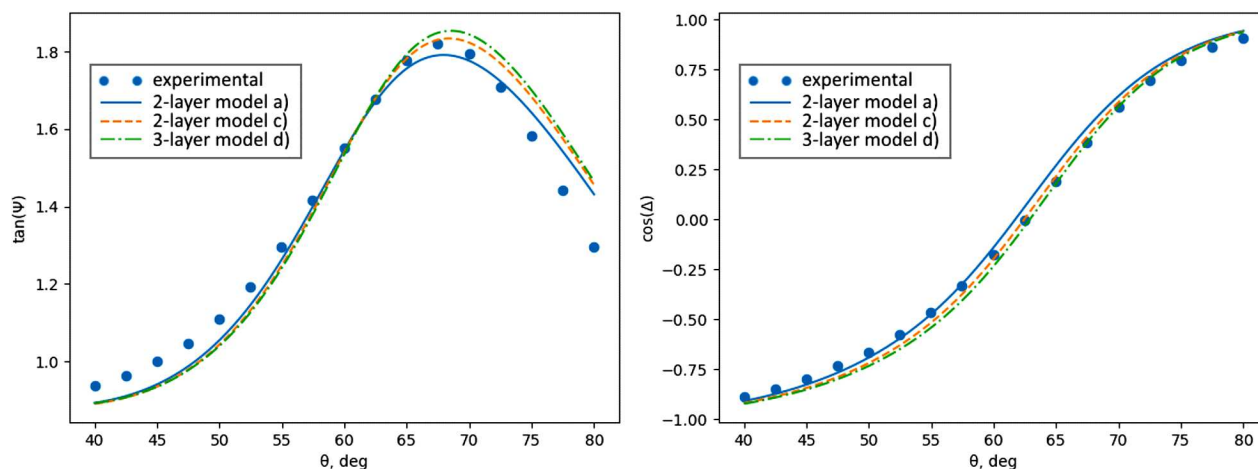 1.8
1.6
1.4
1.2
1.0
tan(Ψ)
experimental
2-layer model a)
2-layer model c)
3-layer model d)
40 45 50 55 60 65 70 75 80
θ, deg
1.00
0.75
0.50
0.25
0.00
−0.25
−0.50
−0.75
−1.00
cos(Δ)
experimental
2-layer model a)
2-layer model c)
3-layer model d)
40 45 50 55 60 65 70 75 80
θ, deg